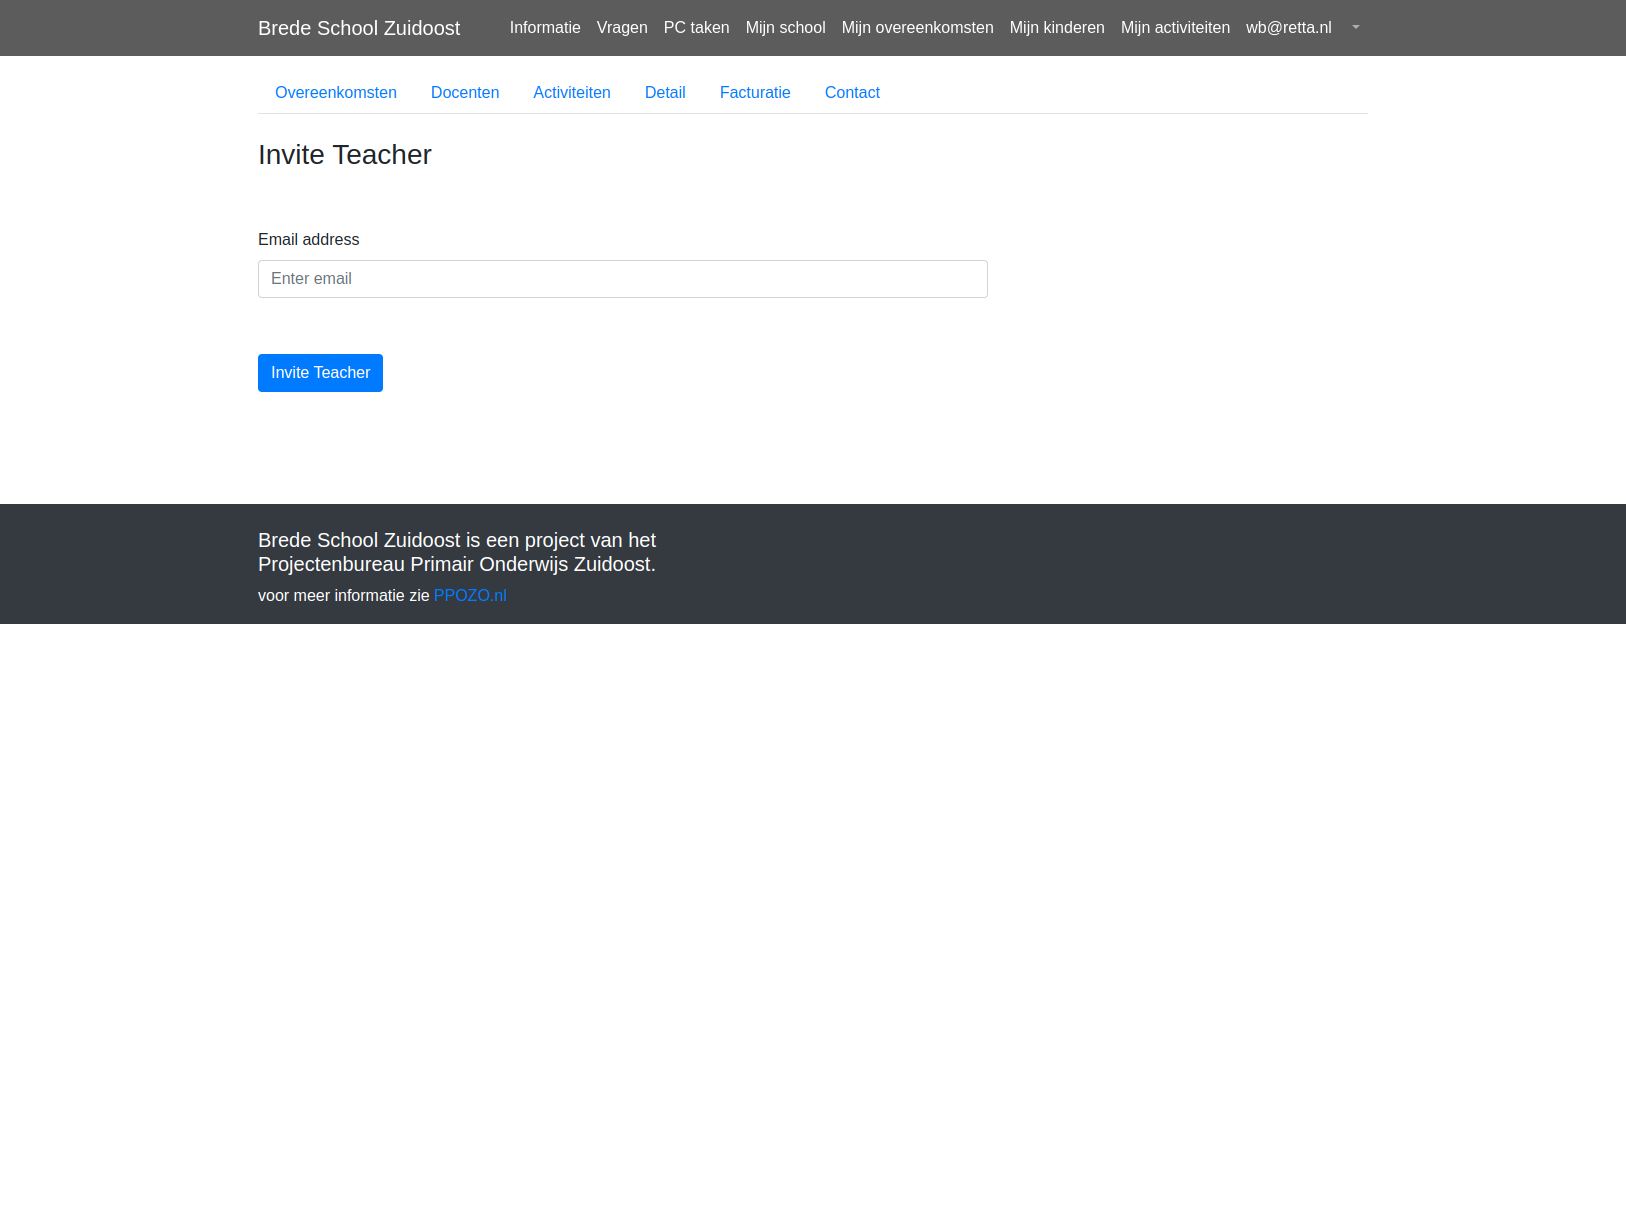 Brede School Zuidoost Informatie Vragen PC taken Mijn school Mijn overeenkomsten Mijn kinderen Mijn activiteiten wb@retta.nl
Overeenkomsten Docenten Activiteiten Detail Facturatie Contact
Invite Teacher
Email address
Enter email
Invite Teacher
Brede School Zuidoost is een project van het
Projectenbureau Primair Onderwijs Zuidoost.
voor meer informatie zie PPOZO.nl